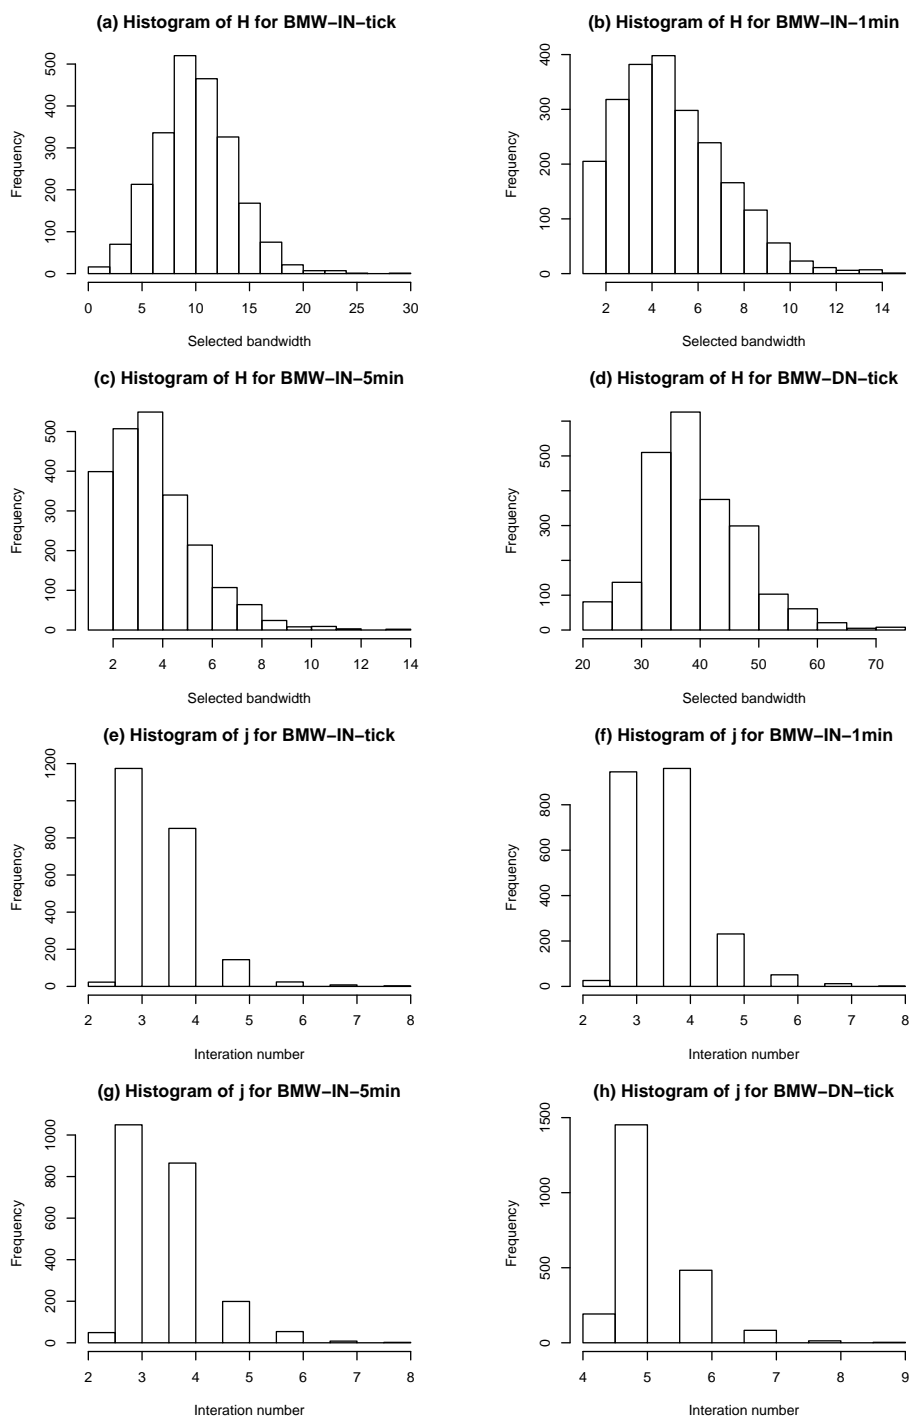 (a) Histogram of H for BMW−IN−tick
Frequency
0 100 200 300 400 500
0 5 10 15 20 25 30
Selected bandwidth
(b) Histogram of H for BMW−IN−1min
Frequency
0 100 200 300 400
2 4 6 8 10 12 14
Selected bandwidth
(c) Histogram of H for BMW−IN−5min
Frequency
0 100 200 300 400 500
2 4 6 8 10 12 14
Selected bandwidth
(d) Histogram of H for BMW−DN−tick
Frequency
0 100 300 500
20 30 40 50 60 70
Selected bandwidth
(e) Histogram of j for BMW−IN−tick
Frequency
0 200 400 600 800 1200
2 3 4 5 6 7 8
Interation number
(f) Histogram of j for BMW−IN−1min
Frequency
0 200 400 600 800
2 3 4 5 6 7 8
Interation number
(g) Histogram of j for BMW−IN−5min
Frequency
0 200 400 600 800 1000
2 3 4 5 6 7 8
Interation number
(h) Histogram of j for BMW−DN−tick
Frequency
0 500 1000 1500
4 5 6 7 8 9
Interation number